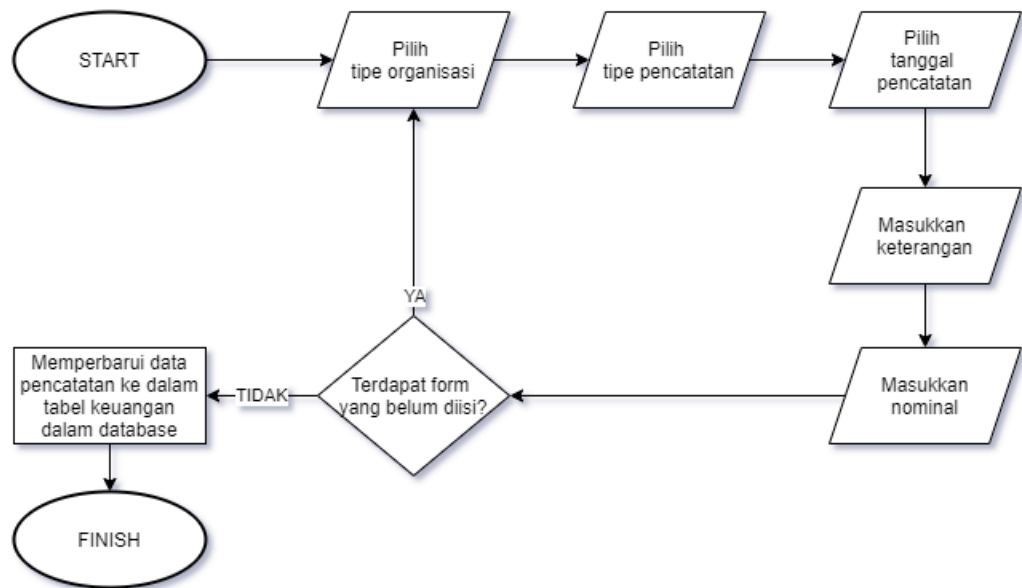 START
Pilih
tipe organisasi
Pilih
tipe pencatatan
Pilih
tanggal
pencatatan
Masukkan
keterangan
Masukkan
nominal
Terdapat form
yang belum diisi?
YA
TIDAK
Memperbarui data
pencatatan ke dalam
tabel keuangan
dalam database
FINISH